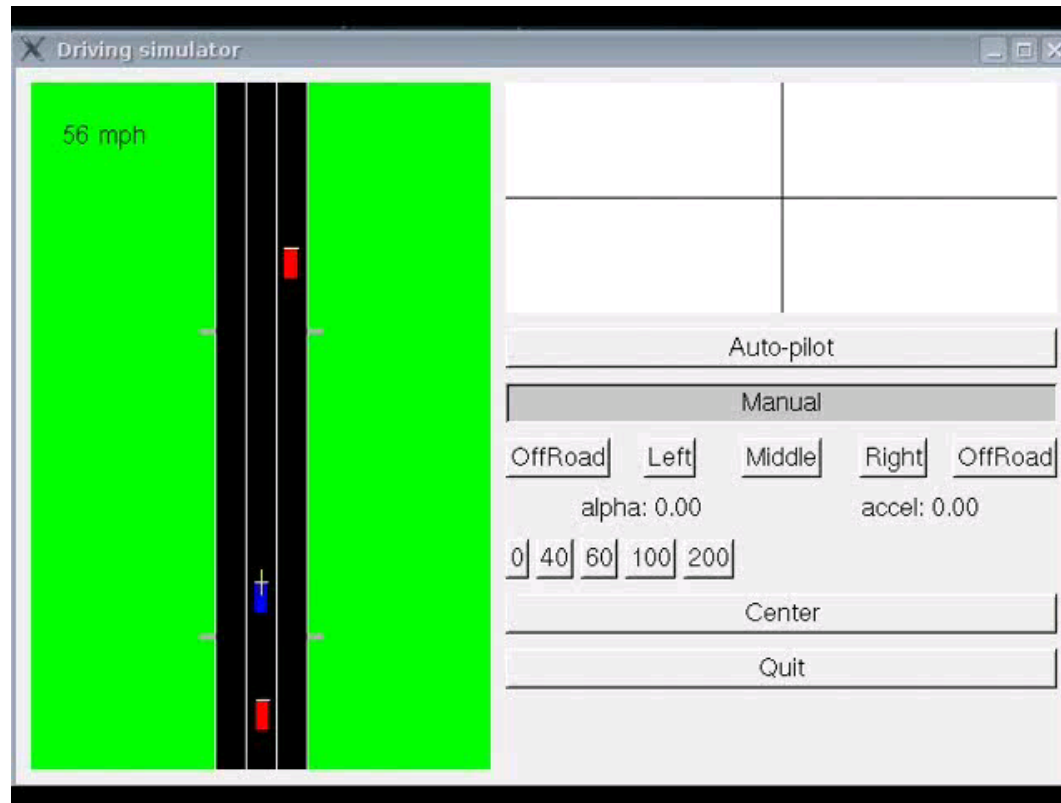 Driving simulator
56 mph
Auto-pilot
Manual
OffRoad Left Middle Right OffRoad
alpha: 0.00 accel: 0.00
0 40 60 100 200
Center
Quit